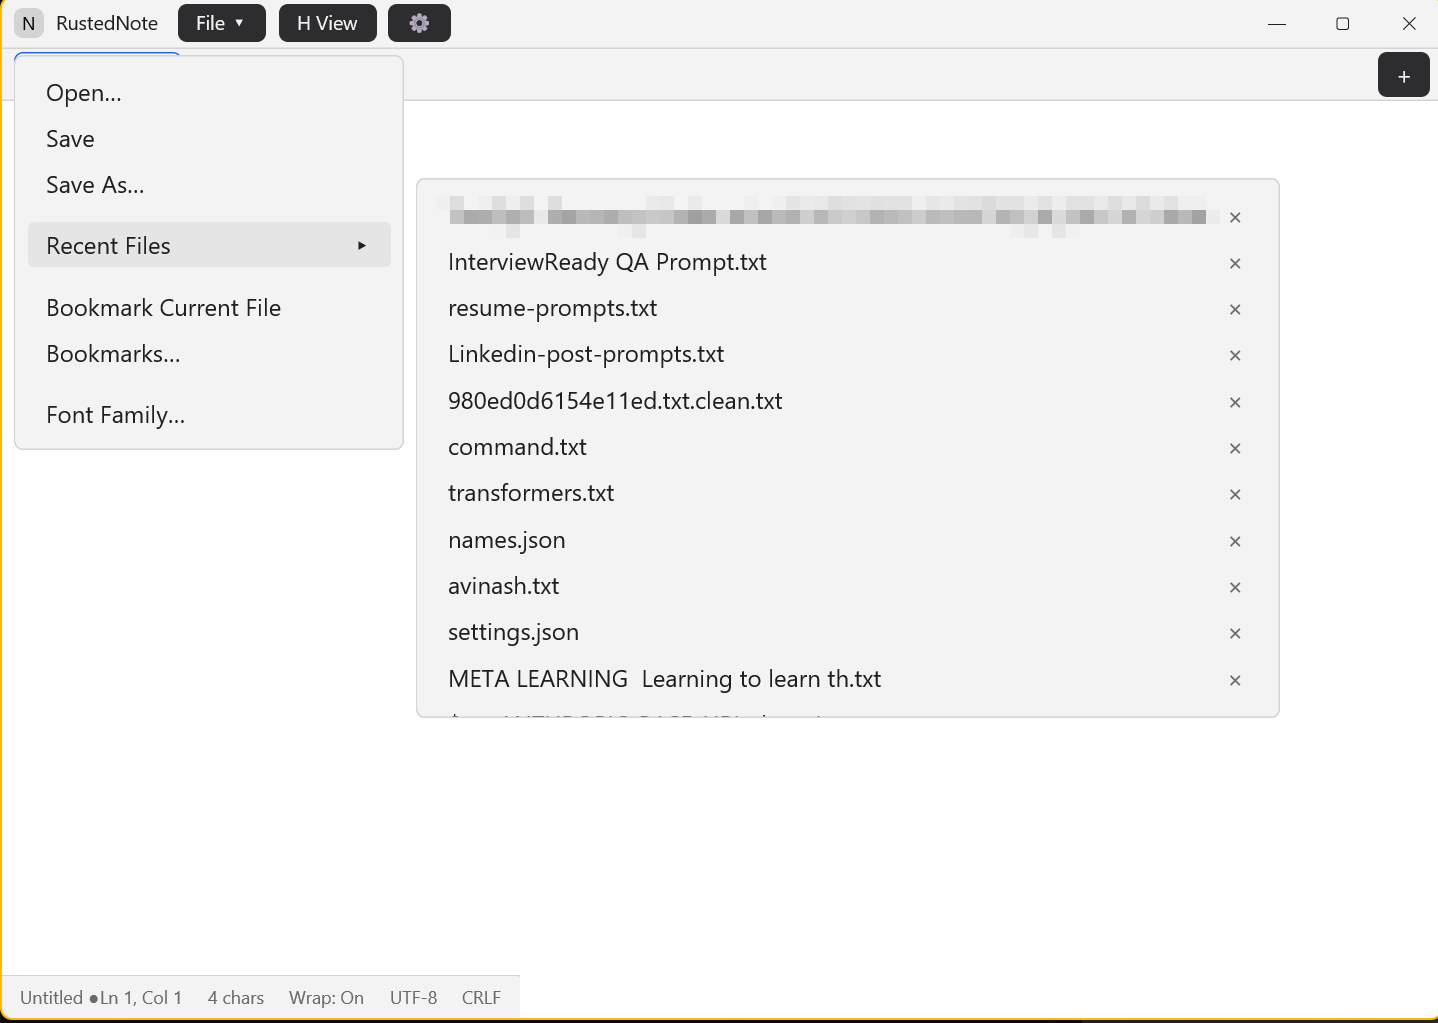 N RustedNote File ▼ H View
+
Open...
Save
Save As...
Recent Files ▸
Bookmark Current File
Bookmarks...
Font Family...
×
InterviewReady QA Prompt.txt ×
resume-prompts.txt ×
Linkedin-post-prompts.txt ×
980ed0d6154e11ed.txt.clean.txt ×
command.txt ×
transformers.txt ×
names.json ×
avinash.txt ×
settings.json ×
META LEARNING  Learning to learn th.txt ×
Untitled ●Ln 1, Col 1 4 chars Wrap: On UTF-8 CRLF